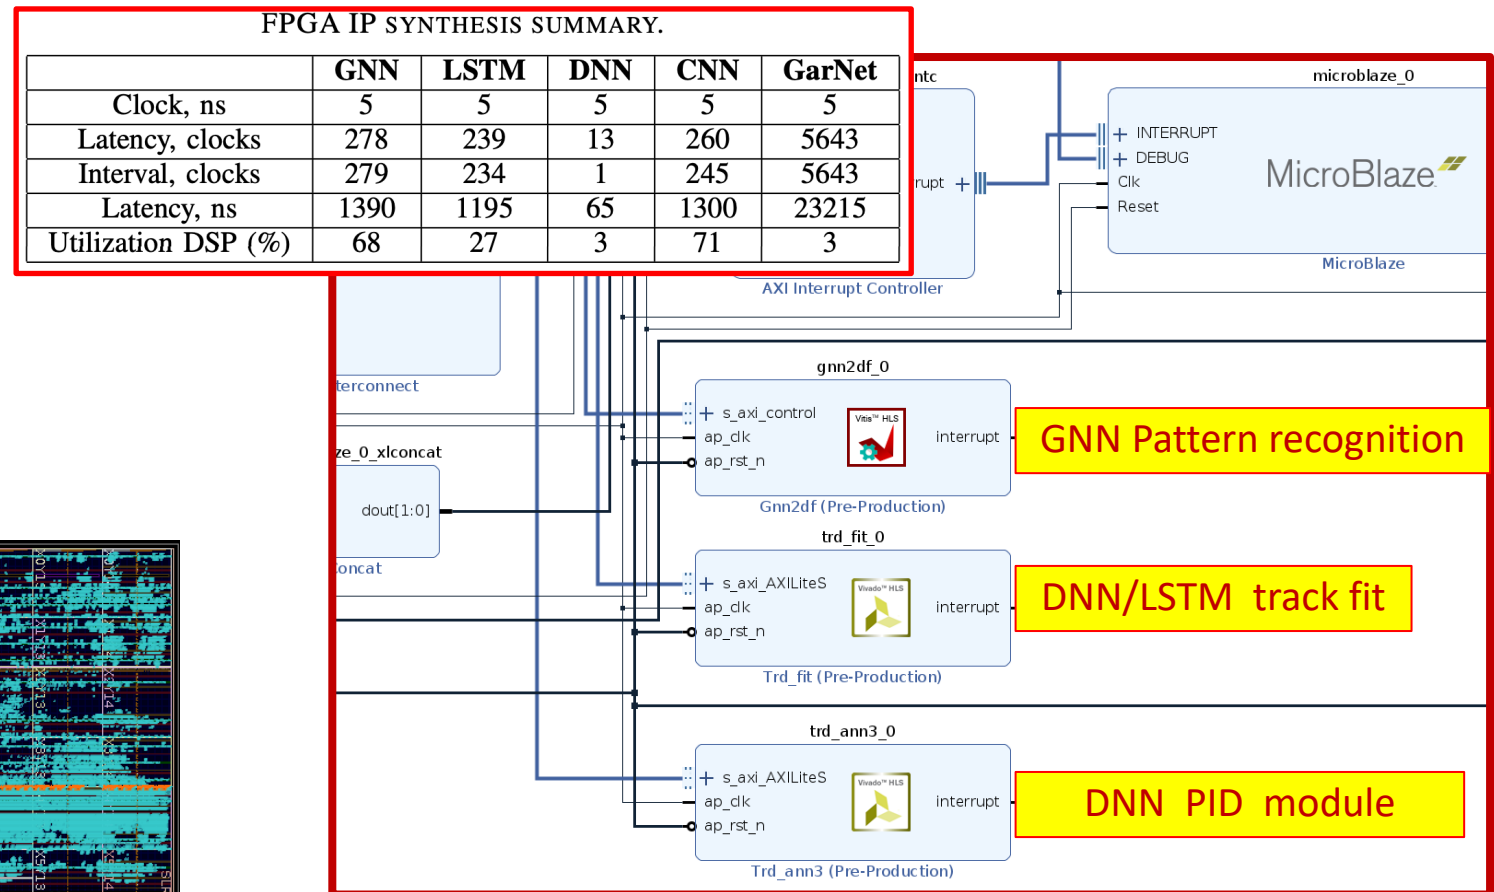 FPGA IP SYNTHESIS SUMMARY.
GNN LSTM DNN CNN GarNet
Clock, ns 5 5 5 5 5
Latency, clocks 278 239 13 260 5643
Interval, clocks 279 234 1 245 5643
Latency, ns 1390 1195 65 1300 23215
Utilization DSP (%) 68 27 3 71 3
ntc
rupt
AXI Interrupt Controller
microblaze_0
INTERRUPT
DEBUG
Clk
Reset
MicroBlaze
MicroBlaze
terconnect
ze_0_xlconcat
dout[1:0]
Concat
gnn2df_0
s_axi_control
ap_clk
ap_rst_n
Vitis™ HLS
interrupt
Gnn2df (Pre-Production)
GNN Pattern recognition
trd_fit_0
s_axi_AXILiteS
ap_clk
ap_rst_n
Vivado™ HLS
interrupt
Trd_fit (Pre-Production)
DNN/LSTM track fit
trd_ann3_0
s_axi_AXILiteS
ap_clk
ap_rst_n
Vivado™ HLS
interrupt
Trd_ann3 (Pre-Production)
DNN PID module